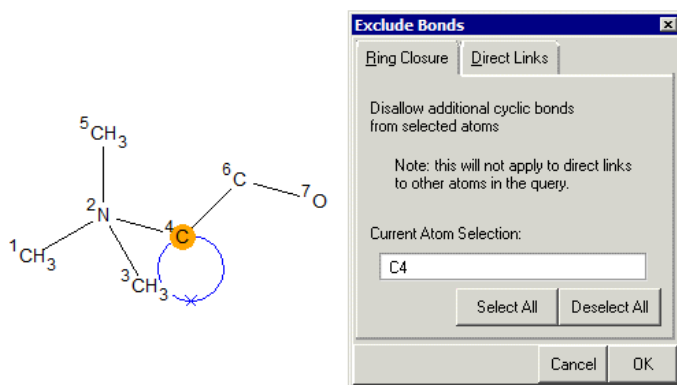 5CH3
6C
7O
2N
4C
1CH3
3CH3
Exclude Bonds
Ring Closure
Direct Links
Disallow additional cyclic bonds
from selected atoms
Note: this will not apply to direct links
to other atoms in the query.
Current Atom Selection:
C4
Select All
Deselect All
Cancel
OK